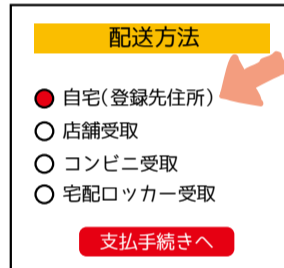 配送方法
自宅(登録先住所)
店舗受取
コンビニ受取
宅配ロッカー受取
支払手続きへ